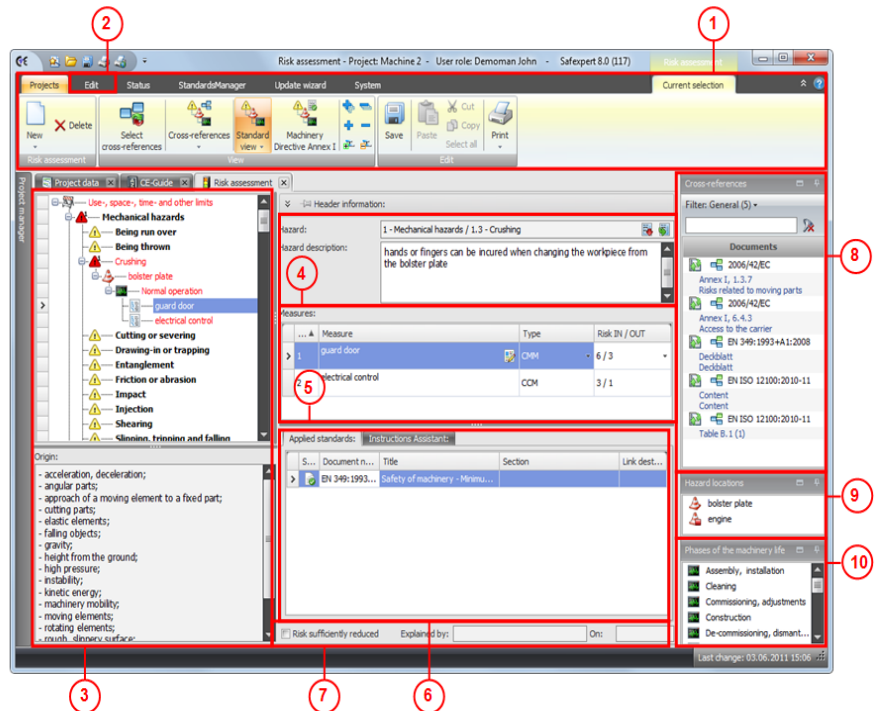 2
1
Risk assessment - Project: Machine 2 - User role: Demoman John - Safexpert 8.0 (117)
Risk assessment
Projects
Edit
Status
StandardsManager
Update wizard
System
Current selection
New
Delete
Select
cross-references
Cross-references
Standard
view
Machinery
Directive Annex I
Save
Paste
Cut
Copy
Select all
Print
Risk assessment
View
Edit
Project manager
Project data
CE-Guide
Risk assessment
Use-, space-, time- and other limits
Mechanical hazards
Being run over
Being thrown
Crushing
bolster plate
Normal operation
guard door
electrical control
Cutting or severing
Drawing-in or trapping
Entanglement
Friction or abrasion
Impact
Injection
Shearing
Slipping, tripping and falling
Origin:
- acceleration, deceleration;
- angular parts;
- approach of a moving element to a fixed part;
- cutting parts;
- elastic elements;
- falling objects;
- gravity;
- height from the ground;
- high pressure;
- instability;
- kinetic energy;
- machinery mobility;
- moving elements;
- rotating elements;
- rough, slippery surface;
Header information:
Hazard:
1 - Mechanical hazards / 1.3 - Crushing
Hazard description:
hands or fingers can be incured when changing the workpiece from
the bolster plate
4
Measures:
... Measure Type Risk IN / OUT
1 guard door CMM 6 / 3
2 electrical control CCM 3 / 1
5
Applied standards:
Instructions Assistant:
S... Document n... Title Section Link dest...
EN 349:1993... Safety of machinery - Minimu...
Risk sufficiently reduced
Explained by:
On:
Cross-references
Filter: General (5)
Documents
2006/42/EC
Annex I, 1.3.7
Risks related to moving parts
2006/42/EC
Annex I, 6.4.3
Access to the carrier
EN 349:1993+A1:2008
Deckblatt
Deckblatt
EN ISO 12100:2010-11
Content
Content
EN ISO 12100:2010-11
Table B.1 (1)
8
Hazard locations
bolster plate
engine
9
Phases of the machinery life
Assembly, installation
Cleaning
Commissioning, adjustments
Construction
De-commissioning, dismant...
10
Last change: 03.06.2011 15:06
3
7
6